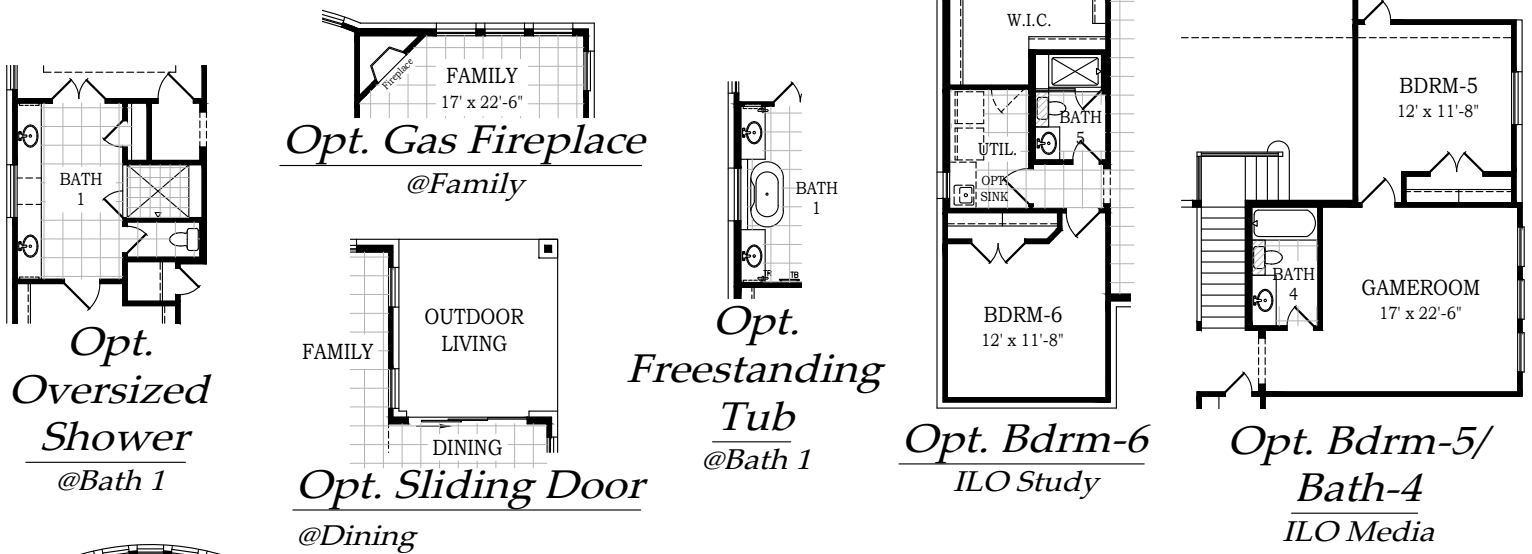 BATH
1
Opt.
Oversized
Shower
@Bath 1
Fireplace
FAMILY
17' x 22'-6"
Opt. Gas Fireplace
@Family
OUTDOOR
LIVING
FAMILY
DINING
Opt. Sliding Door
@Dining
BATH
1
TR
TB
Opt.
Freestanding
Tub
@Bath 1
W.I.C.
BATH
5
UTIL.
OPT.
SINK
BDRM-6
12' x 11'-8"
Opt. Bdrm-6
ILO Study
BDRM-5
12' x 11'-8"
BATH
4
GAMEROOM
17' x 22'-6"
Opt. Bdrm-5/
Bath-4
ILO Media